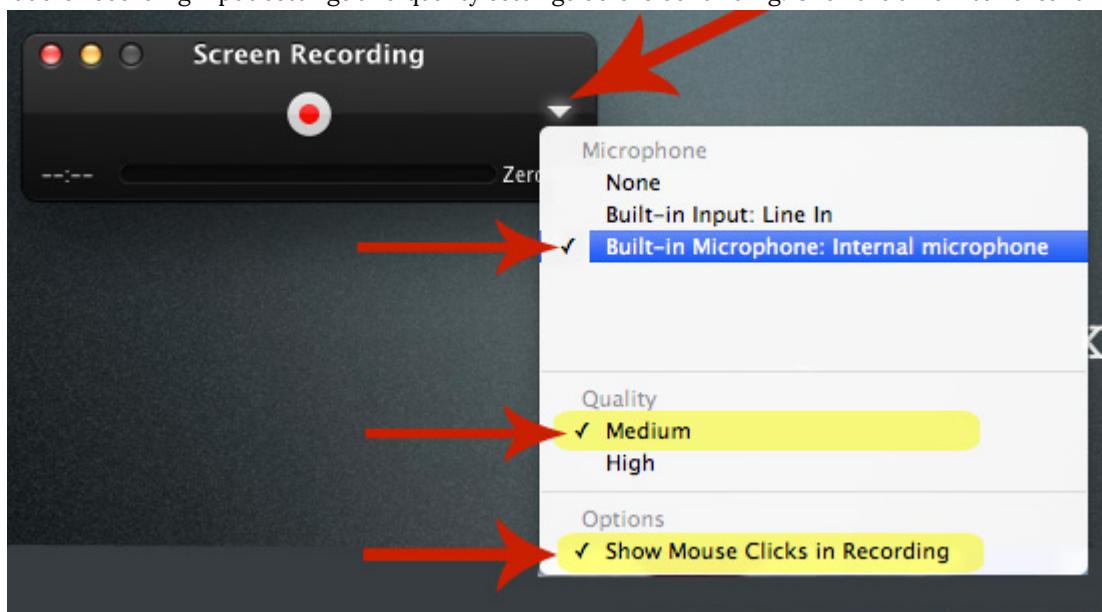 Screen Recording
--:--
Zero
Microphone
None
Built-in Input: Line In
✓ Built-in Microphone: Internal microphone
Quality
✓ Medium
High
Options
✓ Show Mouse Clicks in Recording